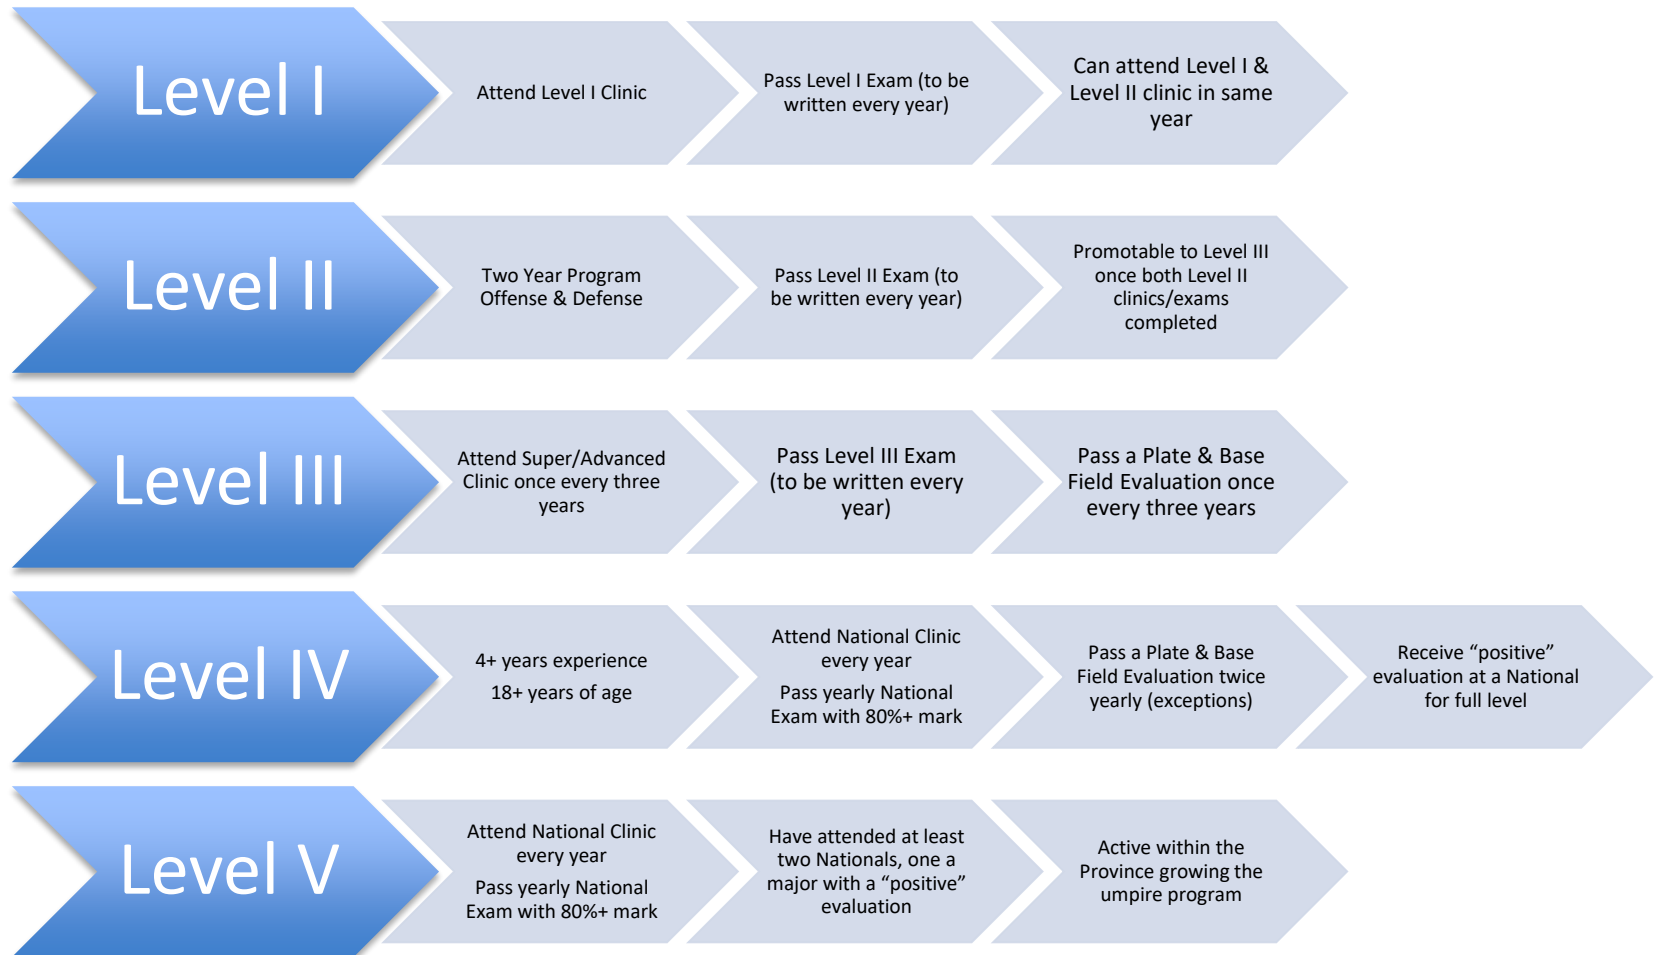 Level I
Attend Level I Clinic
Pass Level I Exam (to be
written every year)
Can attend Level I &
Level II clinic in same
year
Level II
Two Year Program
Offense & Defense
Pass Level II Exam (to
be written every year)
Promotable to Level III
once both Level II
clinics/exams
completed
Level III
Attend Super/Advanced
Clinic once every three
years
Pass Level III Exam
(to be written every
year)
Pass a Plate & Base
Field Evaluation once
every three years
Level IV
4+ years experience
18+ years of age
Attend National Clinic
every year
Pass yearly National
Exam with 80%+ mark
Pass a Plate & Base
Field Evaluation twice
yearly (exceptions)
Receive “positive”
evaluation at a National
for full level
Level V
Attend National Clinic
every year
Pass yearly National
Exam with 80%+ mark
Have attended at least
two Nationals, one a
major with a “positive”
evaluation
Active within the
Province growing the
umpire program